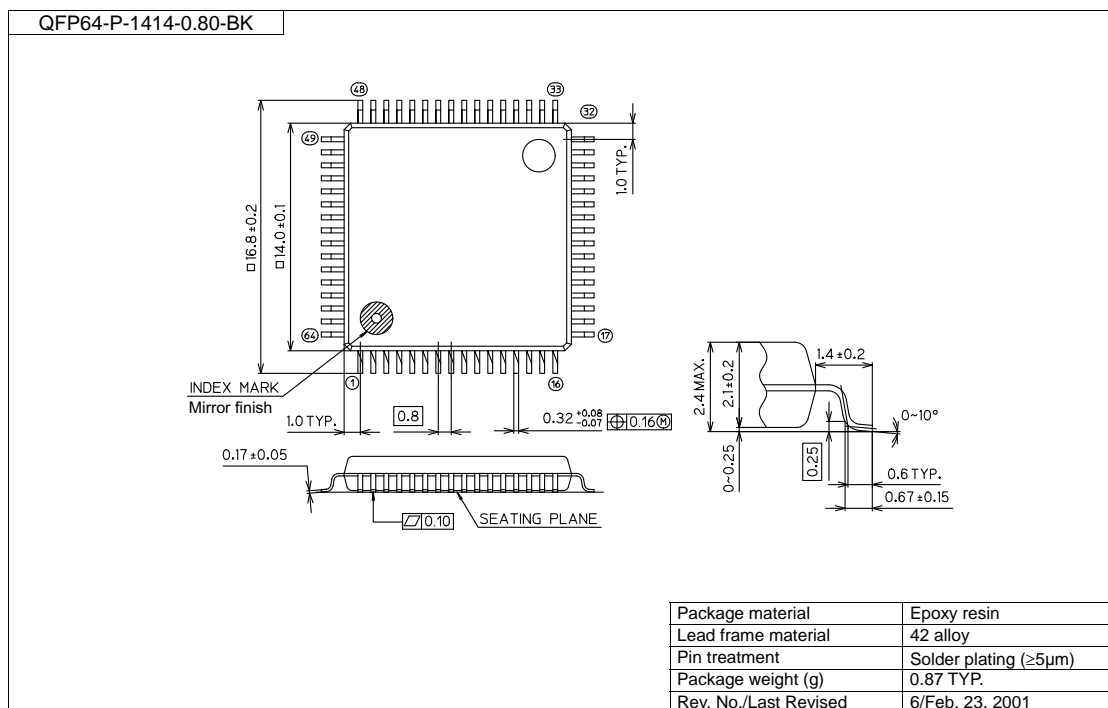 QFP64-P-1414-0.80-BK
48
33
32
49
1.0 TYP.
□16.8±0.2
□14.0±0.1
64
17
1
16
INDEX MARK
Mirror finish
1.0 TYP.
0.8
0.32 +0.08 -0.07
⌖ 0.16 Ⓜ
0.17±0.05
▱ 0.10
SEATING PLANE
2.4 MAX.
2.1±0.2
1.4±0.2
0~10°
0~0.25
0.25
0.6 TYP.
0.67±0.15
Package material Epoxy resin
Lead frame material 42 alloy
Pin treatment Solder plating (≥5μm)
Package weight (g) 0.87 TYP.
Rev. No./Last Revised 6/Feb. 23, 2001